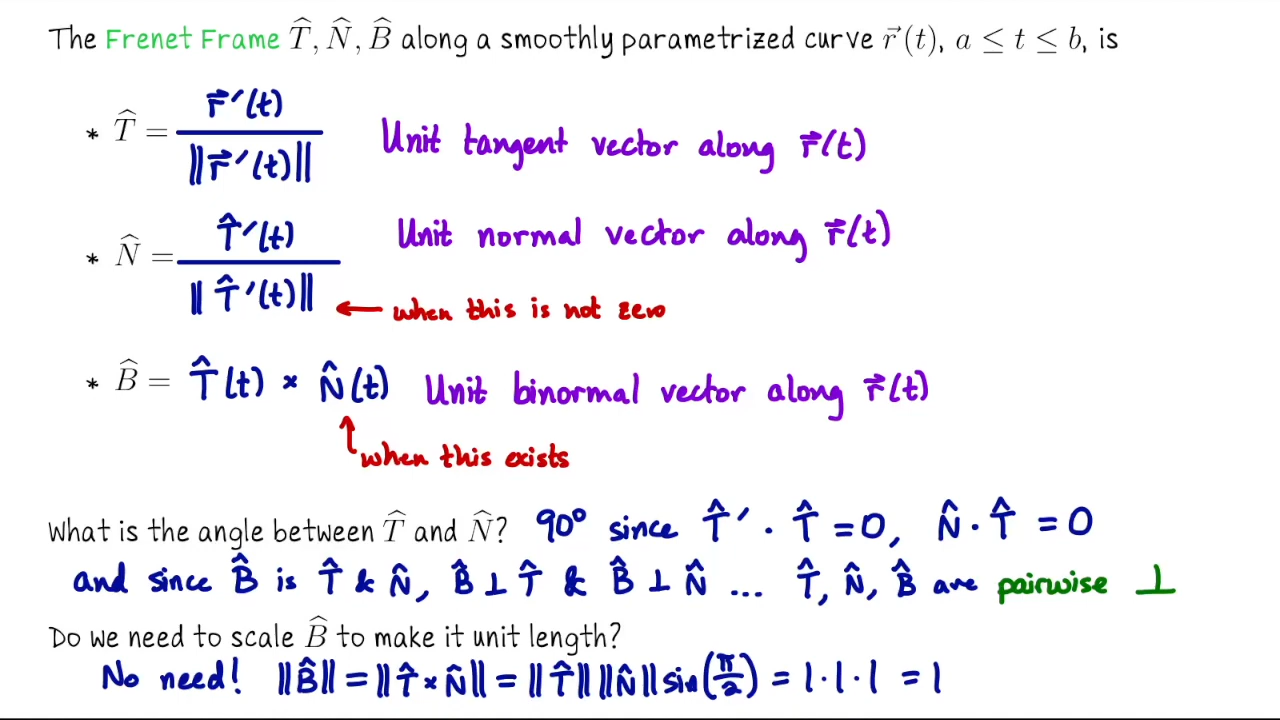 The Frenet Frame T̂, N̂, B̂ along a smoothly parametrized curve r⃗(t), a ≤ t ≤ b, is
* T̂ = r⃗′(t) / ‖r⃗′(t)‖ Unit tangent vector along r⃗(t)
* N̂ = T̂′(t) / ‖T̂′(t)‖ Unit normal vector along r⃗(t)
← when this is not zero
* B̂ = T̂(t) × N̂(t) Unit binormal vector along r⃗(t)
↑ when this exists
What is the angle between T̂ and N̂? 90° since T̂′ · T̂ = 0, N̂ · T̂ = 0
and since B̂ is T̂ & N̂, B̂ ⊥ T̂ & B̂ ⊥ N̂ ... T̂, N̂, B̂ are pairwise ⊥
Do we need to scale B̂ to make it unit length?
No need! ‖B̂‖ = ‖T̂ × N̂‖ = ‖T̂‖ ‖N̂‖ sin(π/2) = 1 · 1 · 1 = 1